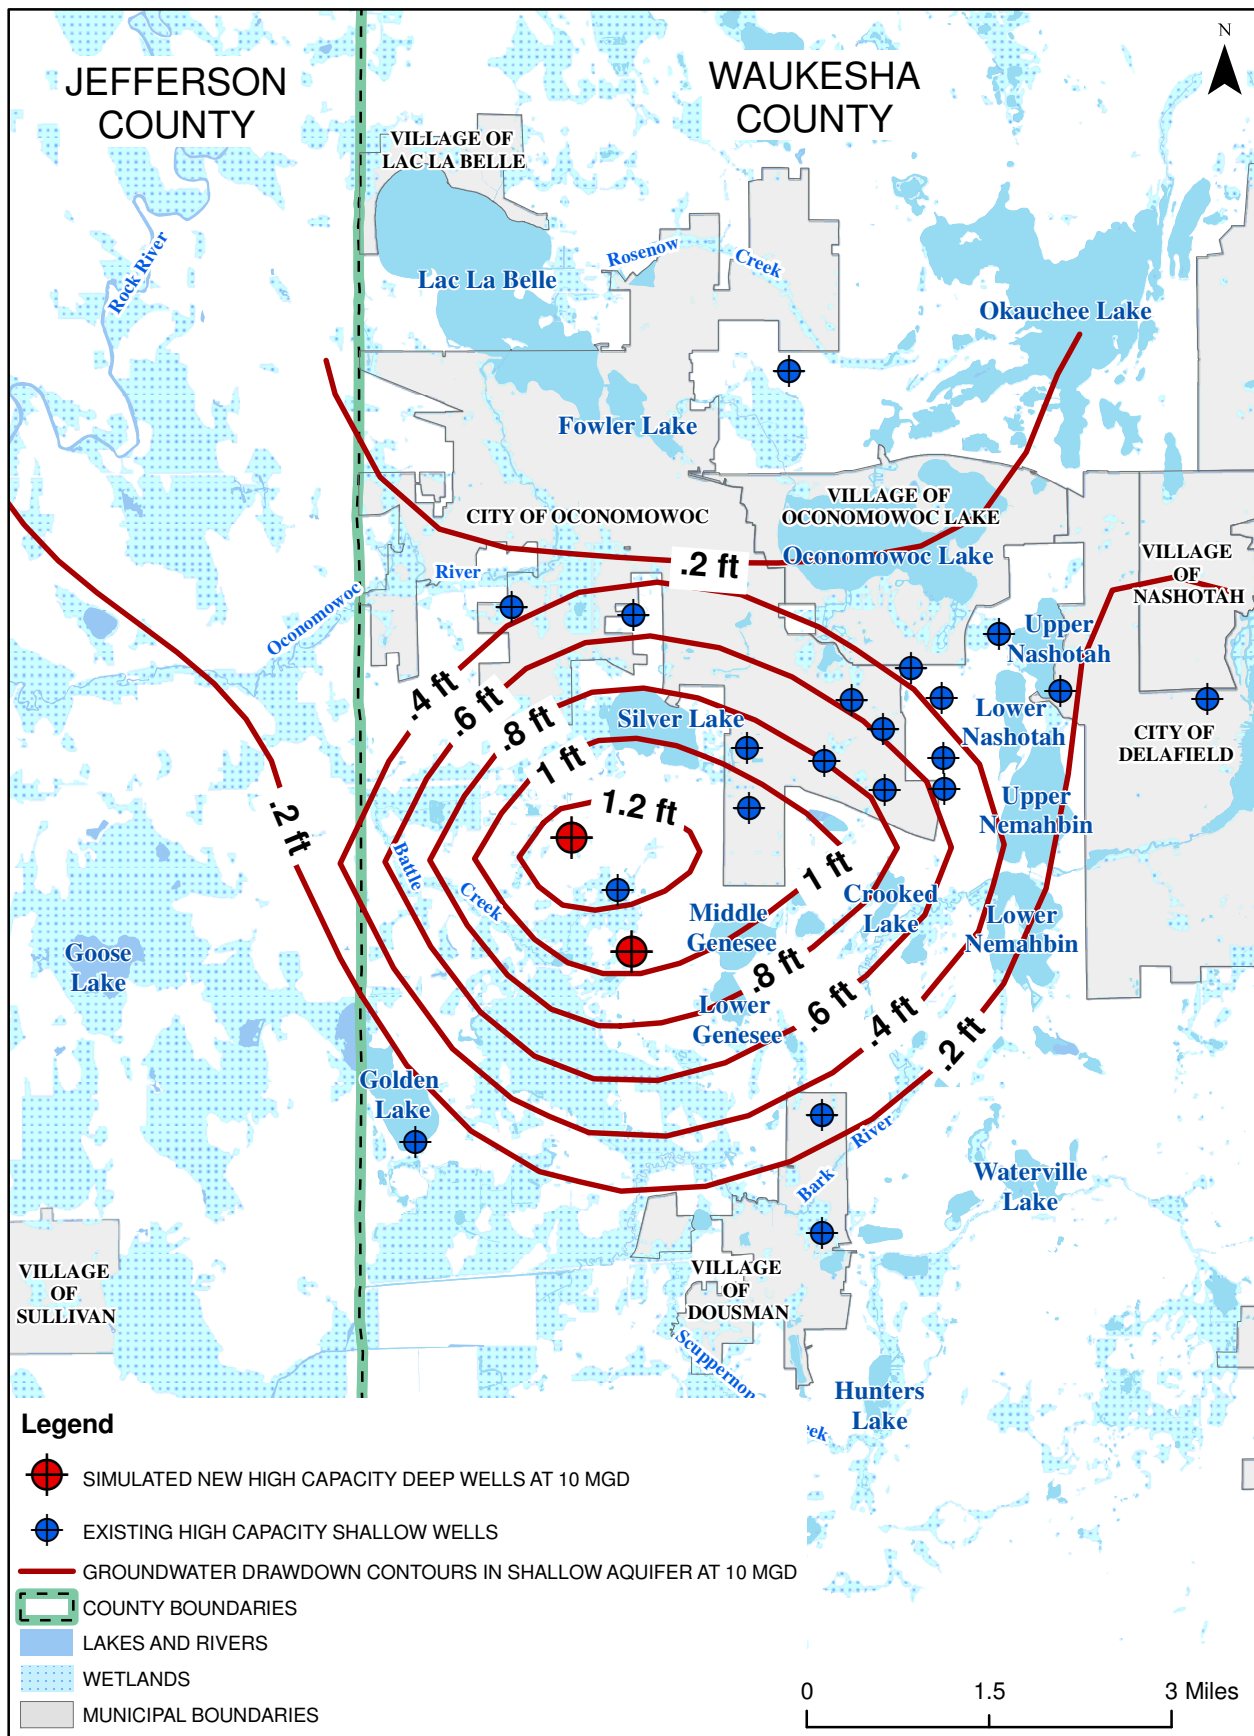 N
JEFFERSON
COUNTY
WAUKESHA
COUNTY
VILLAGE OF
LAC LA BELLE
Rock River
Rosenow
Creek
Lac La Belle
Okauchee Lake
Fowler Lake
VILLAGE OF
OCONOMOWOC LAKE
CITY OF OCONOMOWOC
Oconomowoc Lake
.2 ft
River
Oconomowoc
VILLAGE
OF
NASHOTAH
Upper
Nashotah
.4 ft
.6 ft
.8 ft
1 ft
1.2 ft
Silver Lake
Lower
Nashotah
CITY OF
DELAFIELD
.2 ft
Upper
Nemahbin
Battle
Creek
1 ft
Crooked
Lake
Middle
Genesee
Lower
Nemahbin
Goose
Lake
.8 ft
.6 ft
.4 ft
.2 ft
Lower
Genesee
Golden
Lake
River
Bark
Waterville
Lake
VILLAGE
OF
SULLIVAN
VILLAGE
OF
DOUSMAN
Scuppernon
eek
Hunters
Lake
Legend
SIMULATED NEW HIGH CAPACITY DEEP WELLS AT 10 MGD
EXISTING HIGH CAPACITY SHALLOW WELLS
GROUNDWATER DRAWDOWN CONTOURS IN SHALLOW AQUIFER AT 10 MGD
COUNTY BOUNDARIES
LAKES AND RIVERS
WETLANDS
MUNICIPAL BOUNDARIES
0 1.5 3 Miles